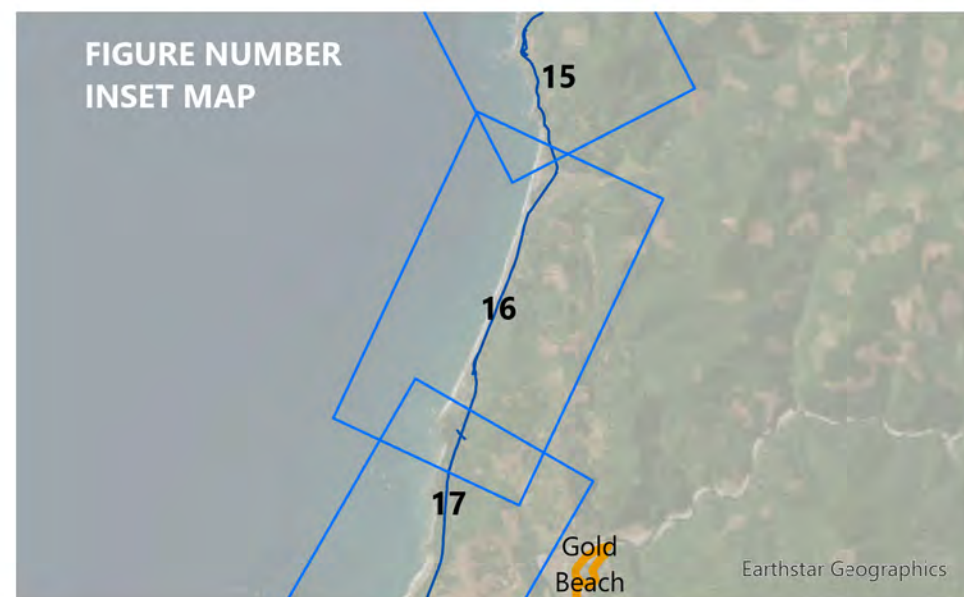 FIGURE NUMBER
INSET MAP
15
16
17
Gold
Beach
Earthstar Geographics